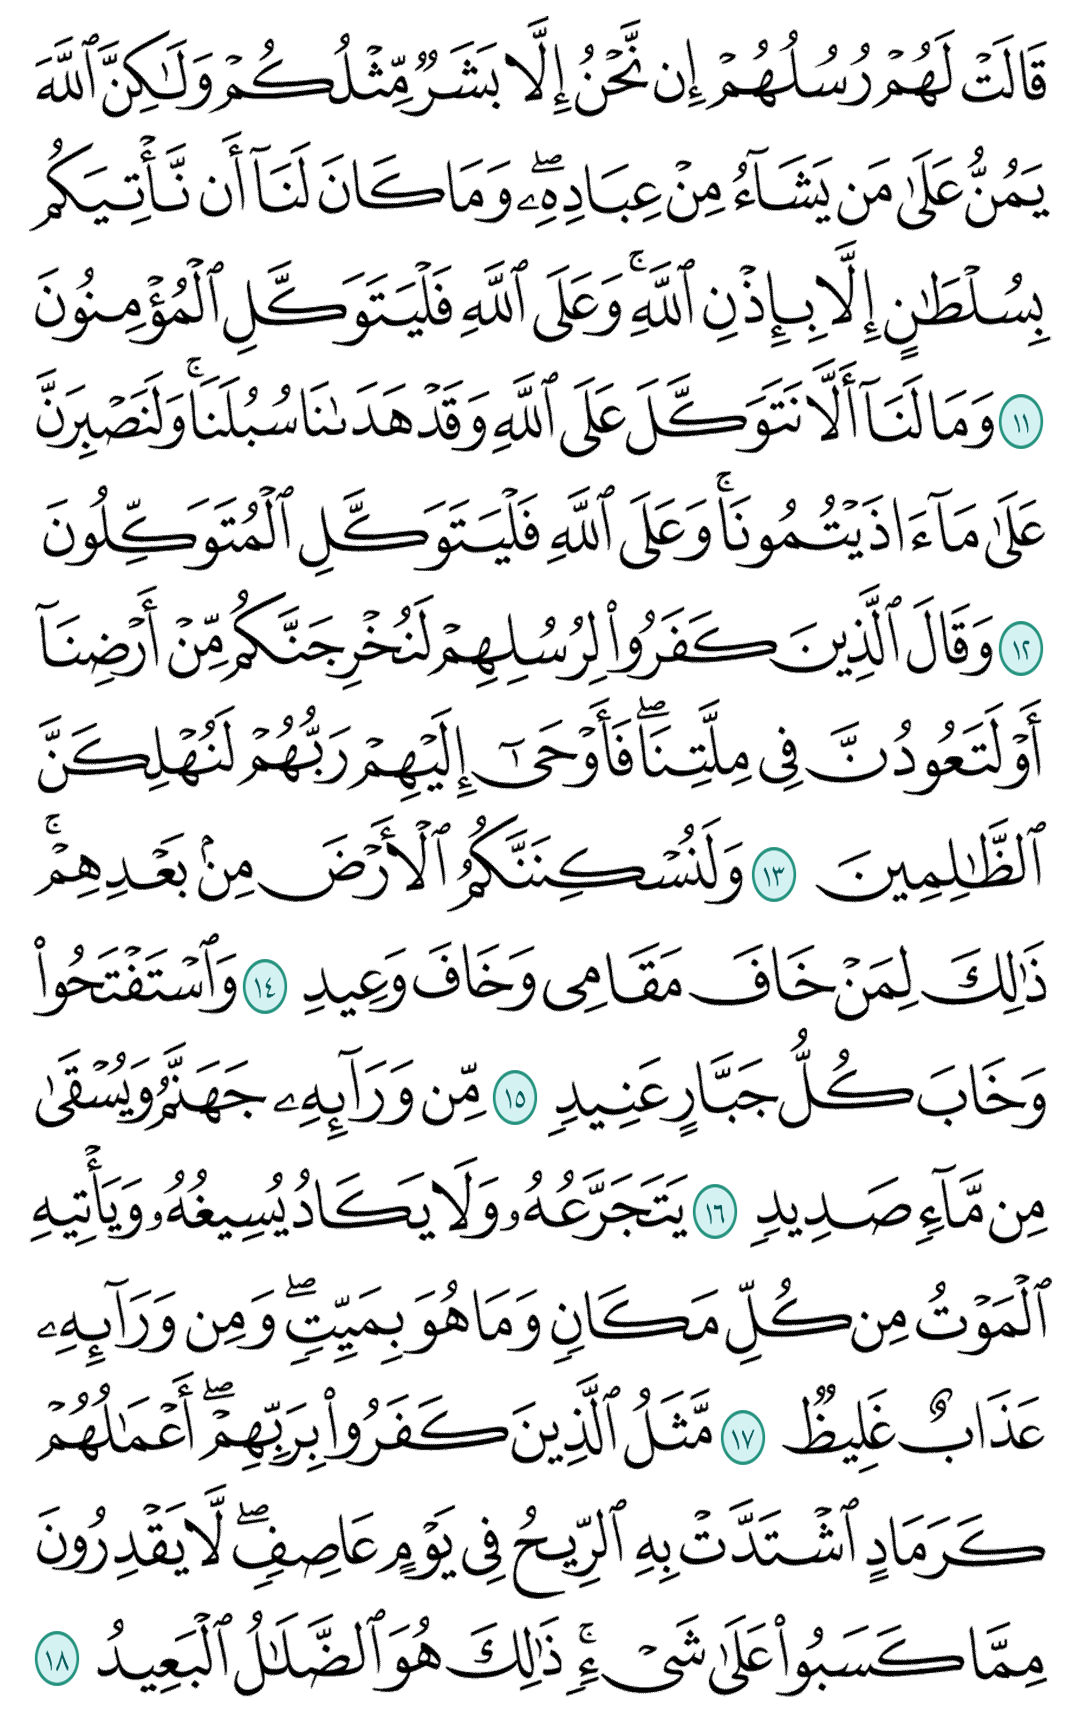 قَالَتْ لَهُمْ رُسُلُهُمْ إِن نَّحْنُ إِلَّا بَشَرٌ مِّثْلُكُمْ وَلَٰكِنَّ ٱللَّهَ
يَمُنُّ عَلَىٰ مَن يَشَآءُ مِنْ عِبَادِهِۦۖ وَمَا كَانَ لَنَآ أَن نَّأْتِيَكُم
بِسُلْطَٰنٍ إِلَّا بِإِذْنِ ٱللَّهِۚ وَعَلَى ٱللَّهِ فَلْيَتَوَكَّلِ ٱلْمُؤْمِنُونَ
١١ وَمَا لَنَآ أَلَّا نَتَوَكَّلَ عَلَى ٱللَّهِ وَقَدْ هَدَىٰنَا سُبُلَنَاۚ وَلَنَصْبِرَنَّ
عَلَىٰ مَآ ءَاذَيْتُمُونَاۚ وَعَلَى ٱللَّهِ فَلْيَتَوَكَّلِ ٱلْمُتَوَكِّلُونَ
١٢ وَقَالَ ٱلَّذِينَ كَفَرُوا۟ لِرُسُلِهِمْ لَنُخْرِجَنَّكُم مِّنْ أَرْضِنَآ
أَوْ لَتَعُودُنَّ فِى مِلَّتِنَاۖ فَأَوْحَىٰٓ إِلَيْهِمْ رَبُّهُمْ لَنُهْلِكَنَّ
ٱلظَّٰلِمِينَ ١٣ وَلَنُسْكِنَنَّكُمُ ٱلْأَرْضَ مِنۢ بَعْدِهِمْۚ
ذَٰلِكَ لِمَنْ خَافَ مَقَامِى وَخَافَ وَعِيدِ ١٤ وَٱسْتَفْتَحُوا۟
وَخَابَ كُلُّ جَبَّارٍ عَنِيدٍ ١٥ مِّن وَرَآئِهِۦ جَهَنَّمُ وَيُسْقَىٰ
مِن مَّآءٍ صَدِيدٍ ١٦ يَتَجَرَّعُهُۥ وَلَا يَكَادُ يُسِيغُهُۥ وَيَأْتِيهِ
ٱلْمَوْتُ مِن كُلِّ مَكَانٍ وَمَا هُوَ بِمَيِّتٍۖ وَمِن وَرَآئِهِۦ
عَذَابٌ غَلِيظٌ ١٧ مَّثَلُ ٱلَّذِينَ كَفَرُوا۟ بِرَبِّهِمْۖ أَعْمَٰلُهُمْ
كَرَمَادٍ ٱشْتَدَّتْ بِهِ ٱلرِّيحُ فِى يَوْمٍ عَاصِفٍۖ لَّا يَقْدِرُونَ
مِمَّا كَسَبُوا۟ عَلَىٰ شَىْءٍۚ ذَٰلِكَ هُوَ ٱلضَّلَٰلُ ٱلْبَعِيدُ ١٨